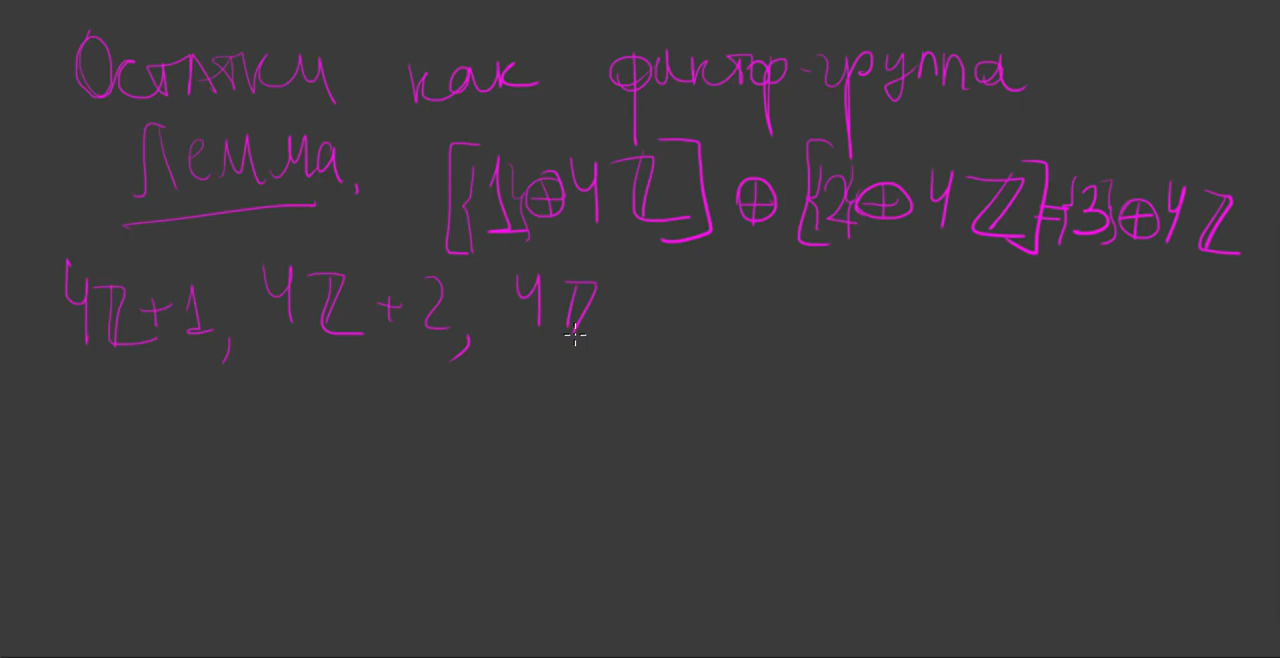 Остатки как фактор-группа
Лемма. [{1}⊕4ℤ]⊕[{2}⊕4ℤ]={3}⊕4ℤ
4ℤ+1, 4ℤ+2, 4ℤ